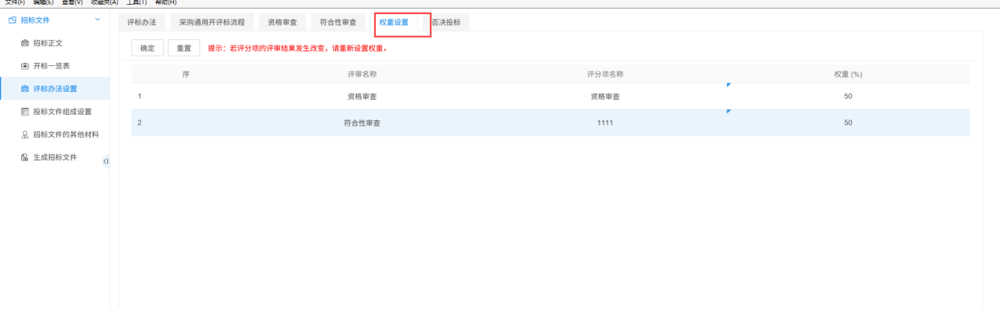 文件(F) 编辑(E) 查看(V) 收藏夹(A) 工具(T) 帮助(H)
招标文件
招标正文
开标一览表
评标办法设置
投标文件组成设置
招标文件的其他材料
生成招标文件
评标办法 采购通用开评标流程 资格审查 符合性审查 权重设置 否决投标
确定 重置 提示：若评分项的评审结果发生改变，请重新设置权重。
序 评审名称 评分项名称 权重 (%)
1 资格审查 资格审查 50
2 符合性审查 1111 50